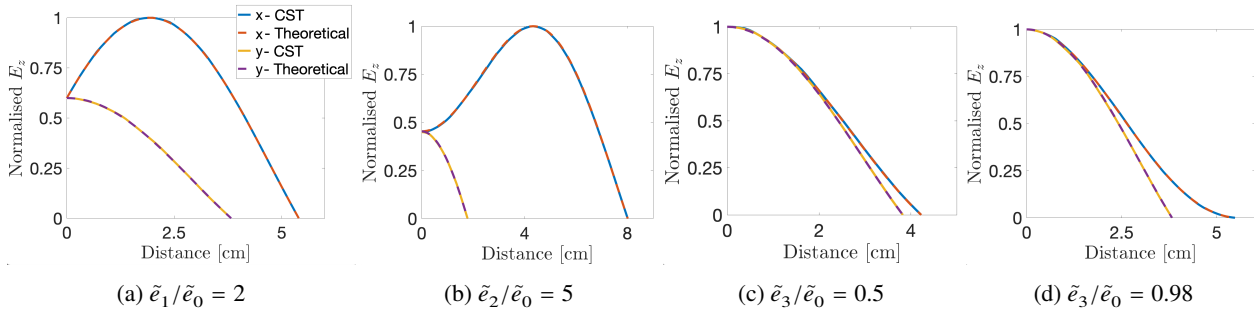 Normalised E_z
1
0.75
0.5
0.25
0
0
2.5
5
Distance [cm]
x- CST
x- Theoretical
y- CST
y- Theoretical
(a) ẽ₁/ẽ₀ = 2
Normalised E_z
1
0.75
0.5
0.25
0
0
4
8
Distance [cm]
(b) ẽ₂/ẽ₀ = 5
Normalised E_z
1
0.75
0.5
0.25
0
0
2
4
Distance [cm]
(c) ẽ₃/ẽ₀ = 0.5
Normalised E_z
1
0.75
0.5
0.25
0
0
2.5
5
Distance [cm]
(d) ẽ₃/ẽ₀ = 0.98